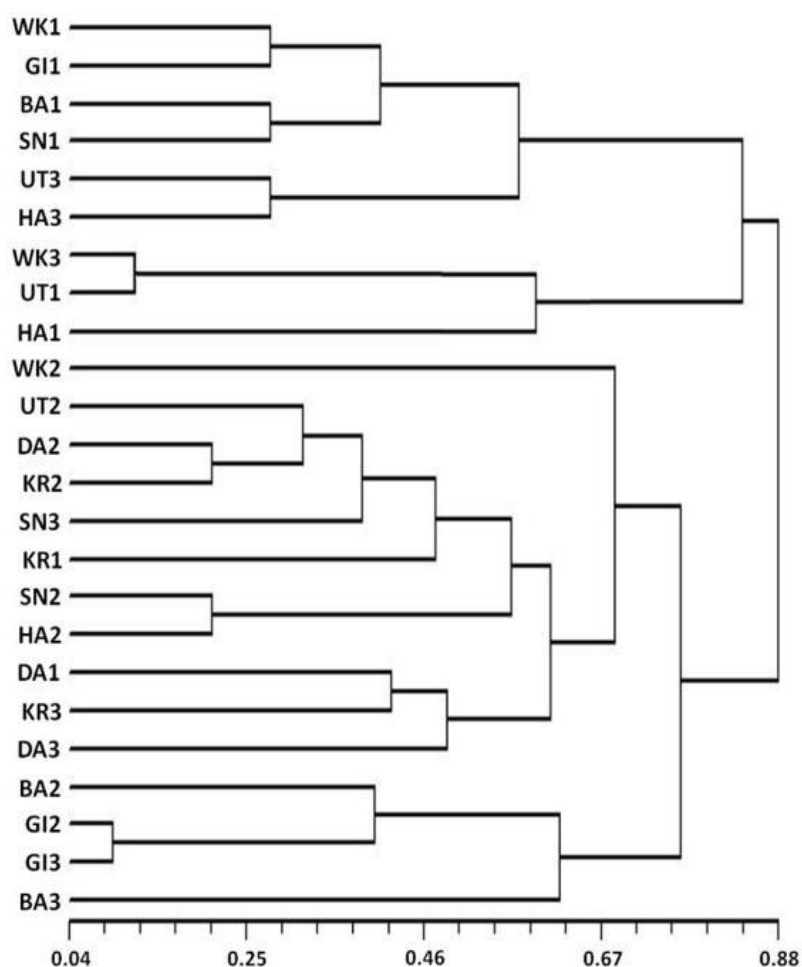 WK1
GI1
BA1
SN1
UT3
HA3
WK3
UT1
HA1
WK2
UT2
DA2
KR2
SN3
KR1
SN2
HA2
DA1
KR3
DA3
BA2
GI2
GI3
BA3
0.04 0.25 0.46 0.67 0.88